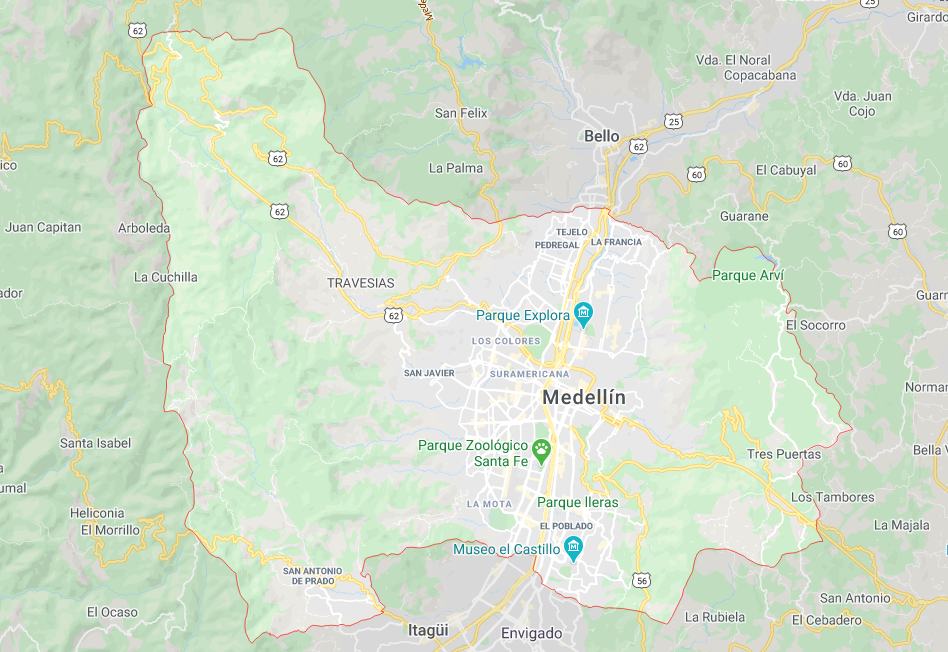 62
25
Girardo
Mede
Vda. El Noral
Copacabana
Vda. Juan
Cojo
San Felix
25
Bello
62
ico
62
La Palma
60
El Cabuyal
60
62
Guarane
Juan Capitan
Arboleda
TEJELO
PEDREGAL
LA FRANCIA
60
La Cuchilla
TRAVESIAS
Parque Arví
ador
Guarn
62
Parque Explora
El Socorro
LOS COLORES
SAN JAVIER
SURAMERICANA
Norman
Medellín
Santa Isabel
Parque Zoológico
Santa Fe
Tres Puertas
Bella V
umal
Los Tambores
Heliconia
El Morrillo
LA MOTA
Parque lleras
La Majala
EL POBLADO
Museo el Castillo
SAN ANTONIO
DE PRADO
56
San Antonio
El Ocaso
La Rubiela
El Cebadero
Itagüi
Envigado